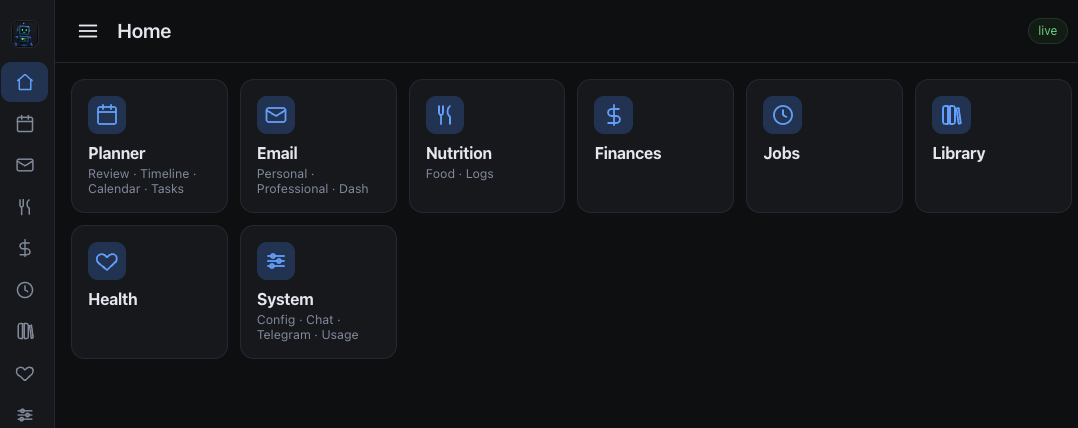 Home
live
Planner
Review · Timeline ·
Calendar · Tasks
Email
Personal ·
Professional · Dash
Nutrition
Food · Logs
Finances
Jobs
Library
Health
System
Config · Chat ·
Telegram · Usage